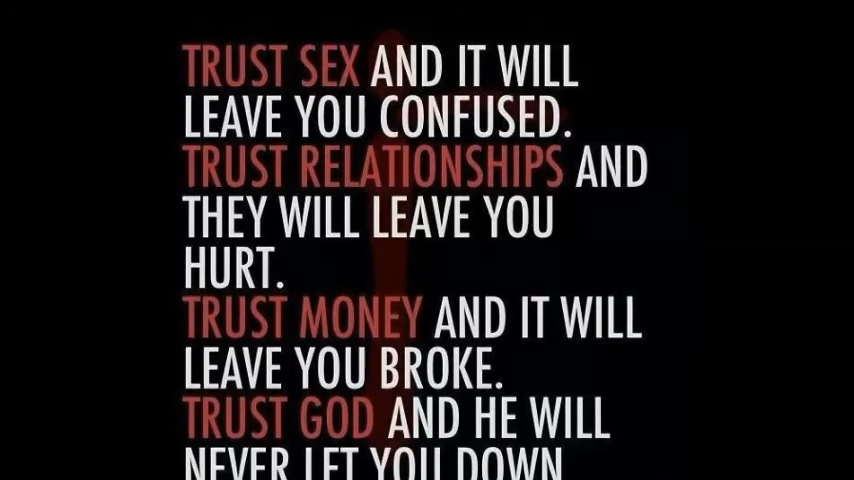 TRUST SEX AND IT WILL
LEAVE YOU CONFUSED.
TRUST RELATIONSHIPS AND
THEY WILL LEAVE YOU
HURT.
TRUST MONEY AND IT WILL
LEAVE YOU BROKE.
TRUST GOD AND HE WILL
NEVER LET YOU DOWN